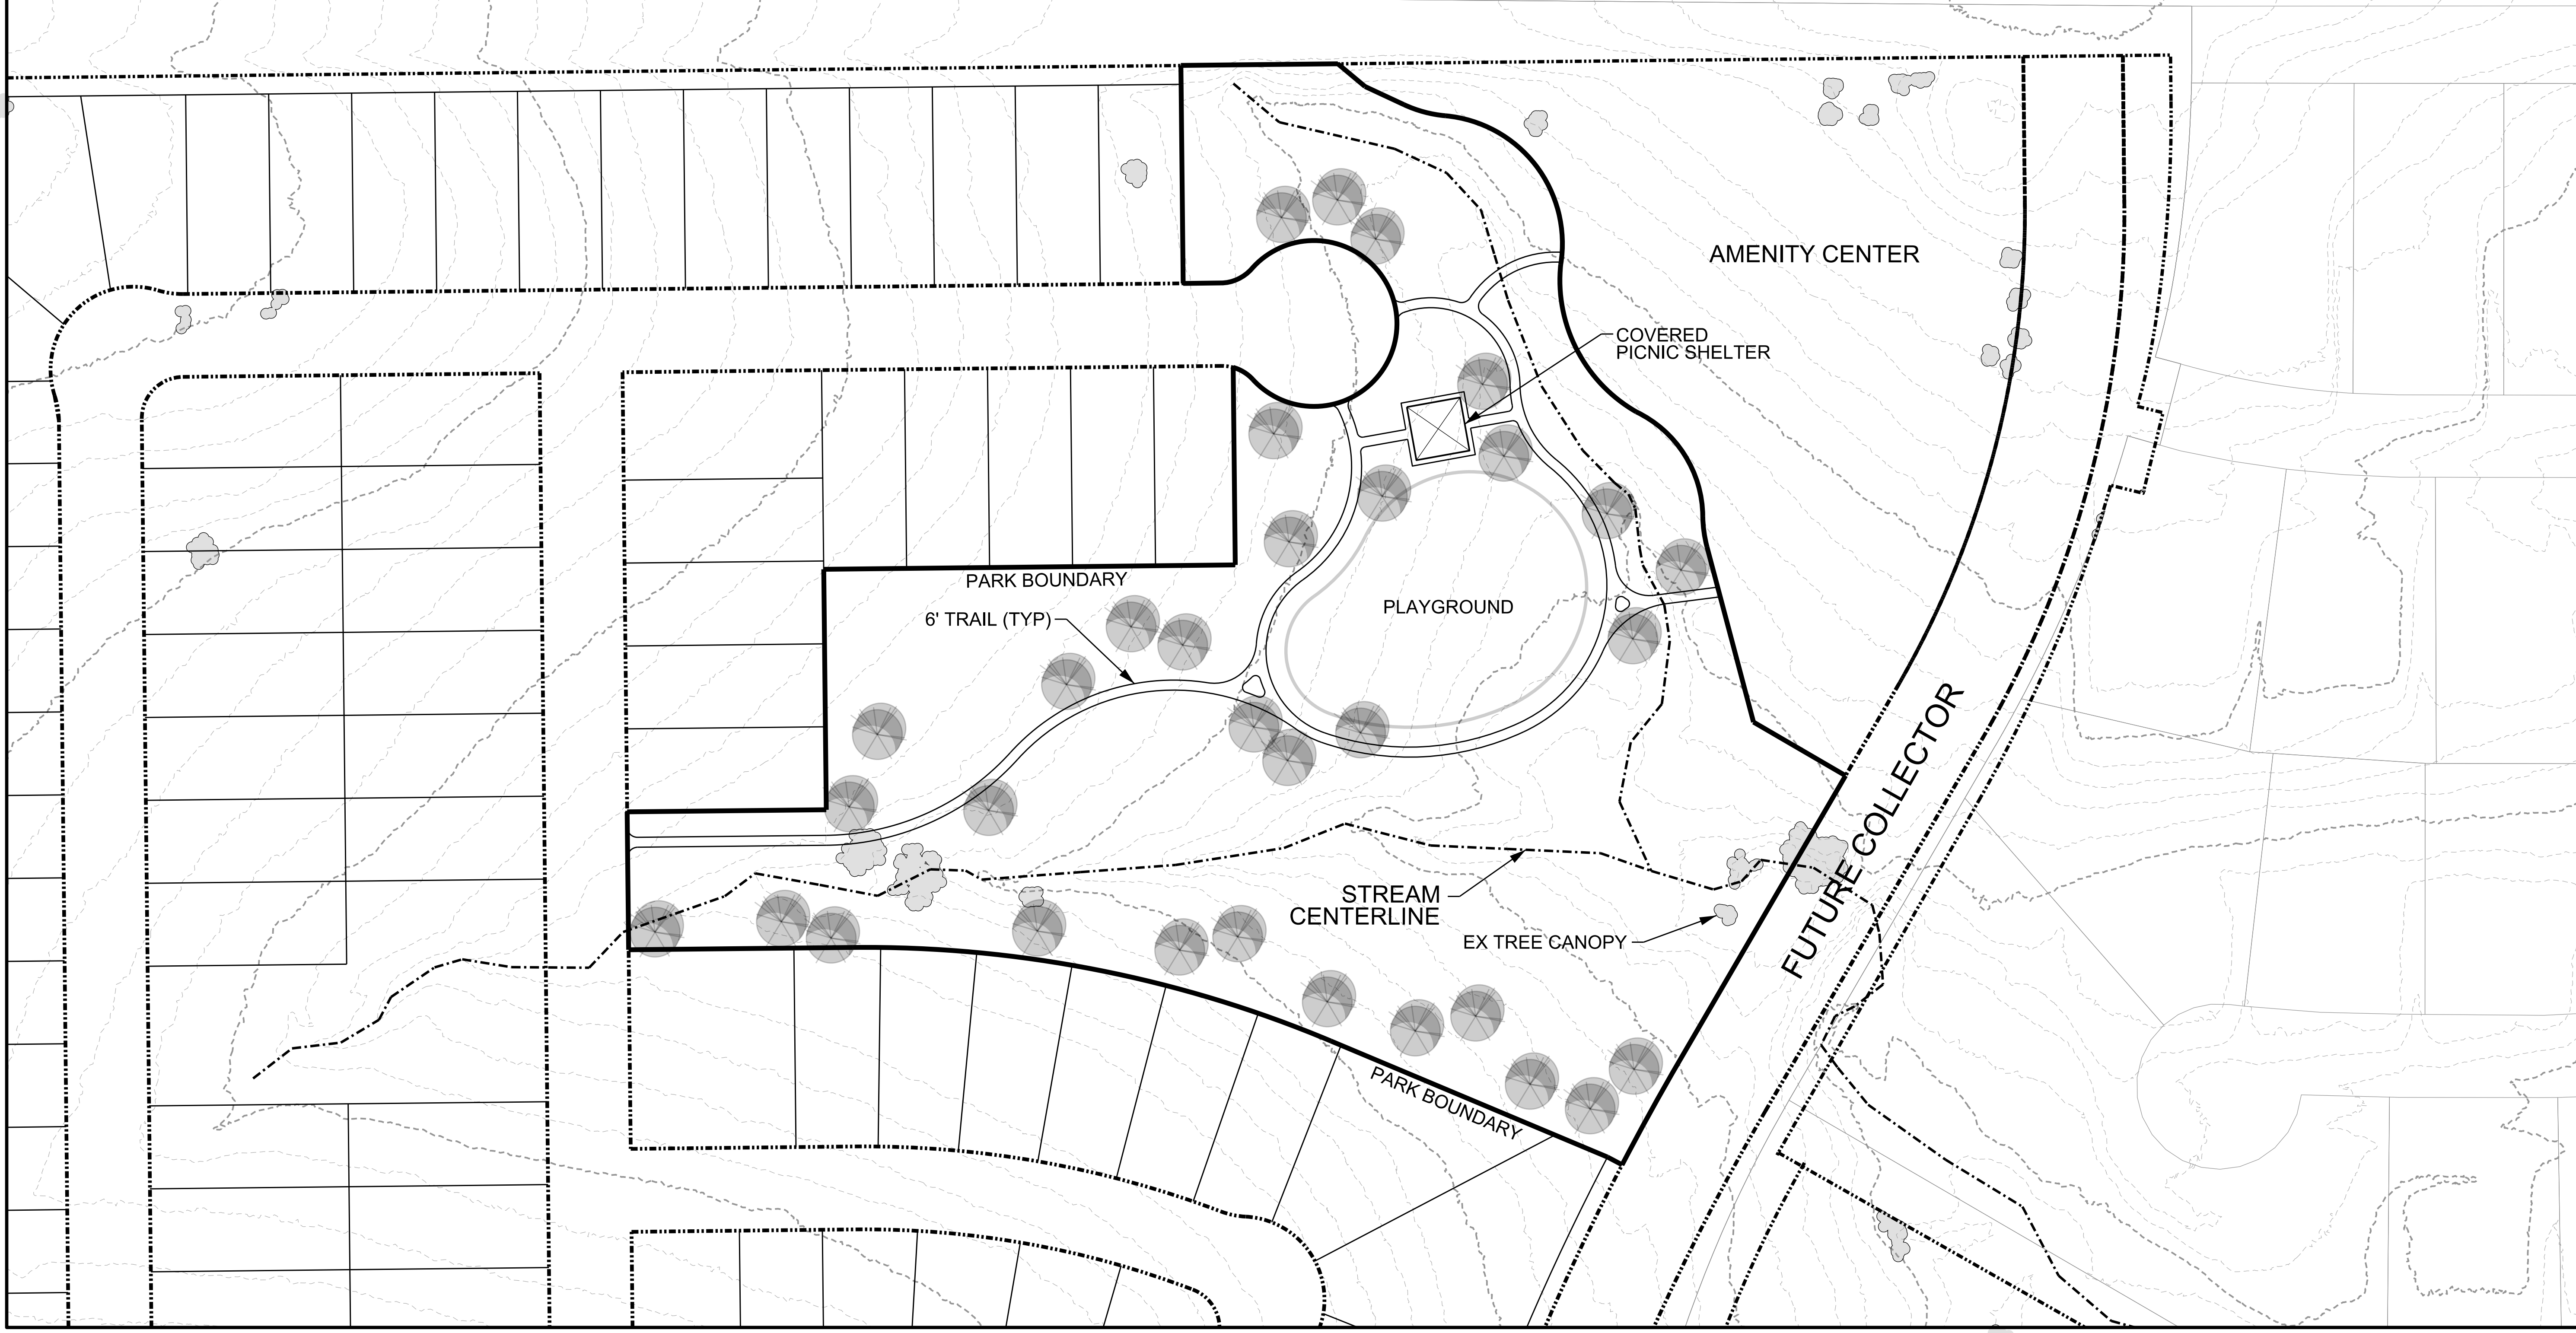 AMENITY CENTER
COVERED
PICNIC SHELTER
PARK BOUNDARY
6' TRAIL (TYP)
PLAYGROUND
FUTURE COLLECTOR
STREAM
CENTERLINE
EX TREE CANOPY
PARK BOUNDARY